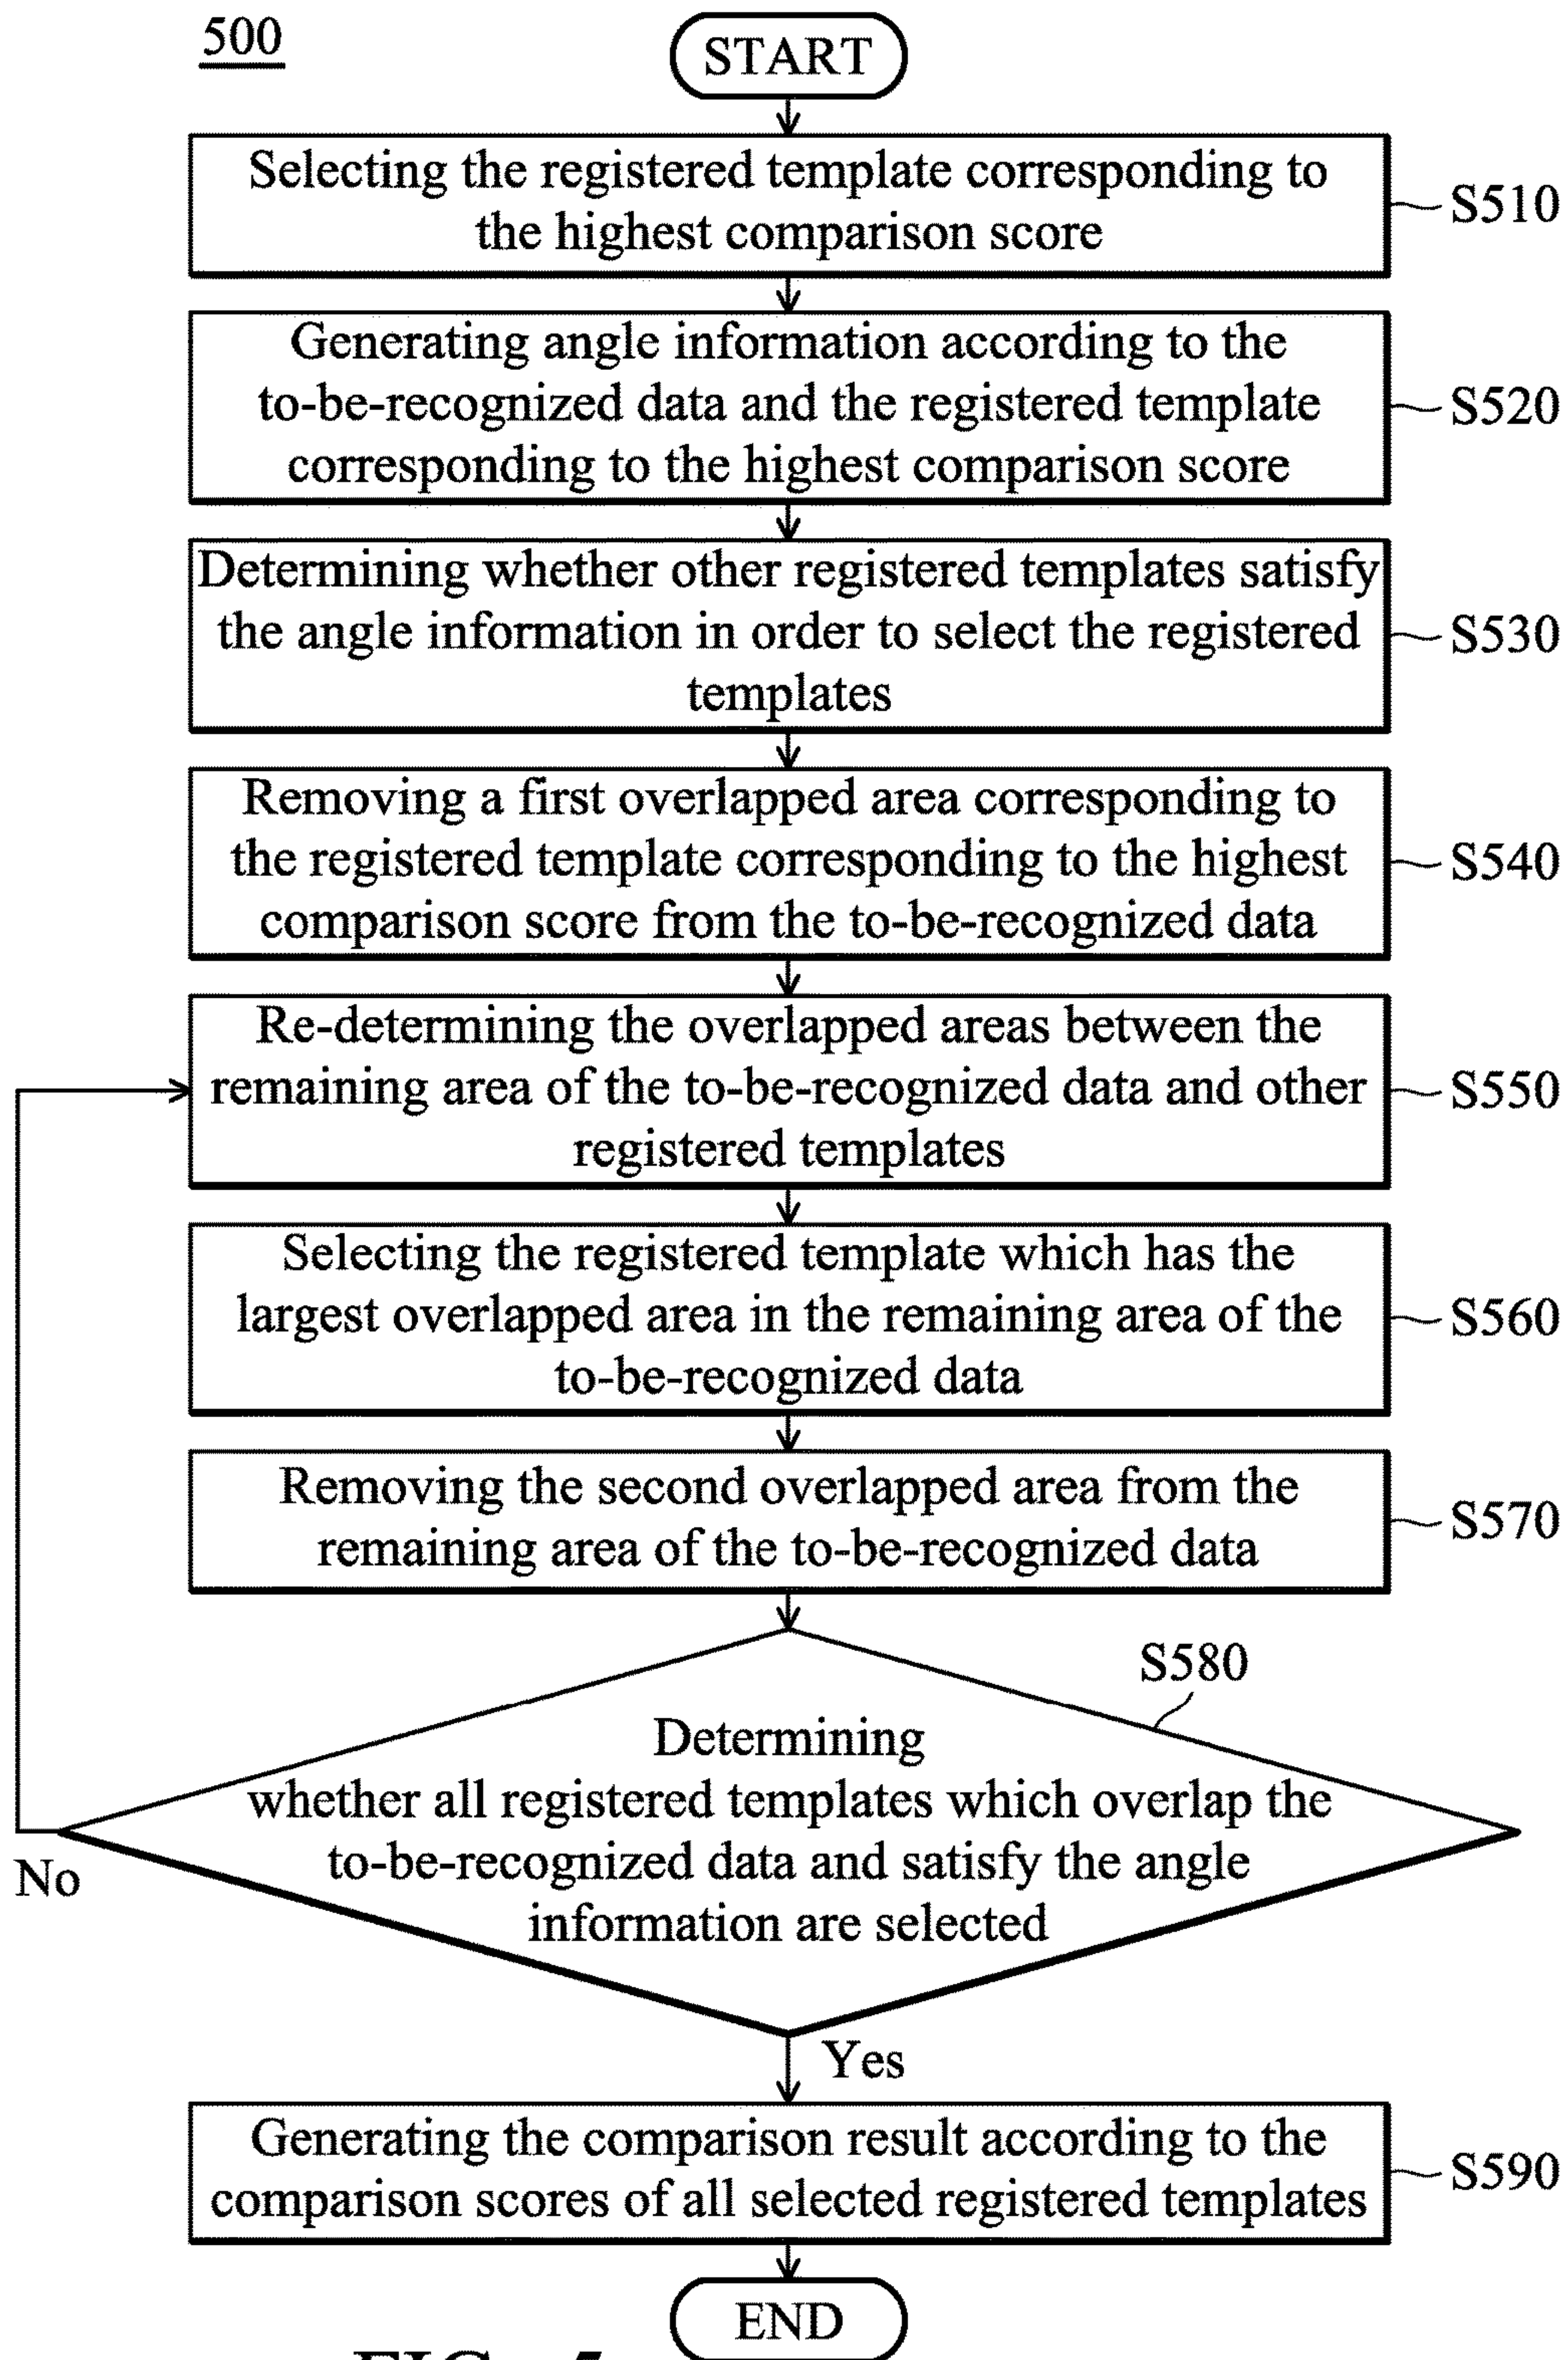 500
START
Selecting the registered template corresponding to
the highest comparison score
S510
Generating angle information according to the
to-be-recognized data and the registered template
corresponding to the highest comparison score
S520
Determining whether other registered templates satisfy
the angle information in order to select the registered
templates
S530
Removing a first overlapped area corresponding to
the registered template corresponding to the highest
comparison score from the to-be-recognized data
S540
Re-determining the overlapped areas between the
remaining area of the to-be-recognized data and other
registered templates
S550
Selecting the registered template which has the
largest overlapped area in the remaining area of the
to-be-recognized data
S560
Removing the second overlapped area from the
remaining area of the to-be-recognized data
S570
S580
Determining
whether all registered templates which overlap the
to-be-recognized data and satisfy the angle
information are selected
No
Yes
Generating the comparison result according to the
comparison scores of all selected registered templates
S590
END